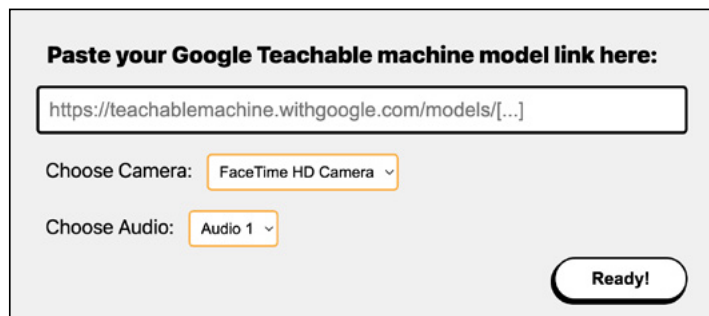 Paste your Google Teachable machine model link here:
https://teachablemachine.withgoogle.com/models/[...]
Choose Camera: FaceTime HD Camera
Choose Audio: Audio 1
Ready!